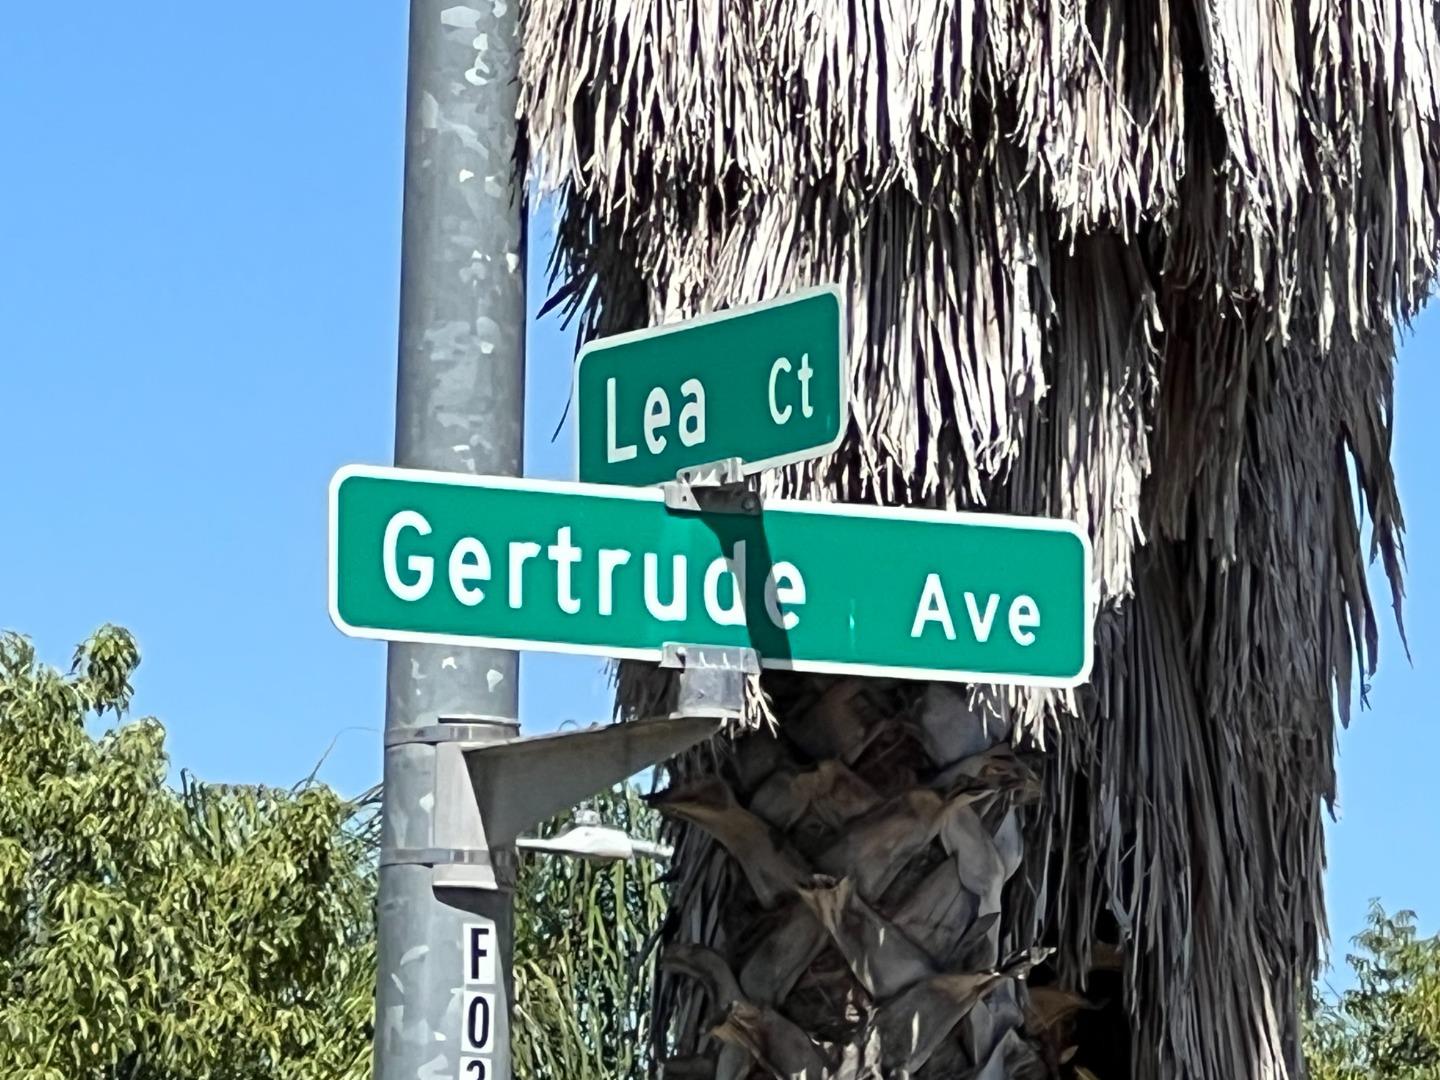 Lea Ct
Gertrude Ave
F
0